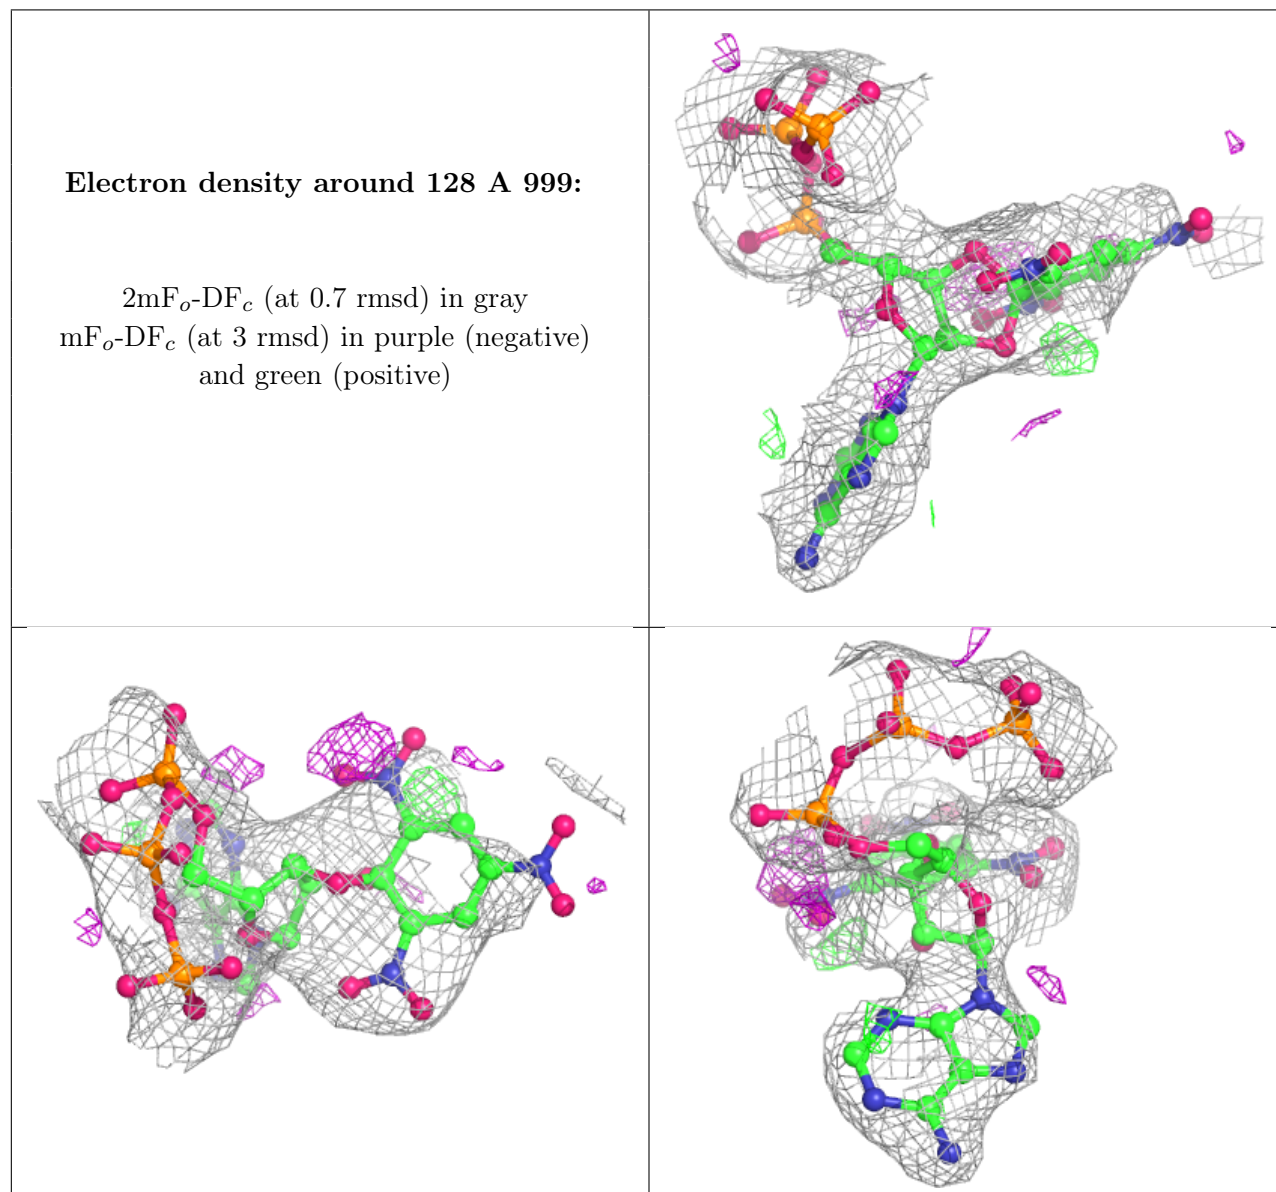 Electron density around 128 A 999:
2mFo-DFc (at 0.7 rmsd) in gray
mFo-DFc (at 3 rmsd) in purple (negative)
and green (positive)